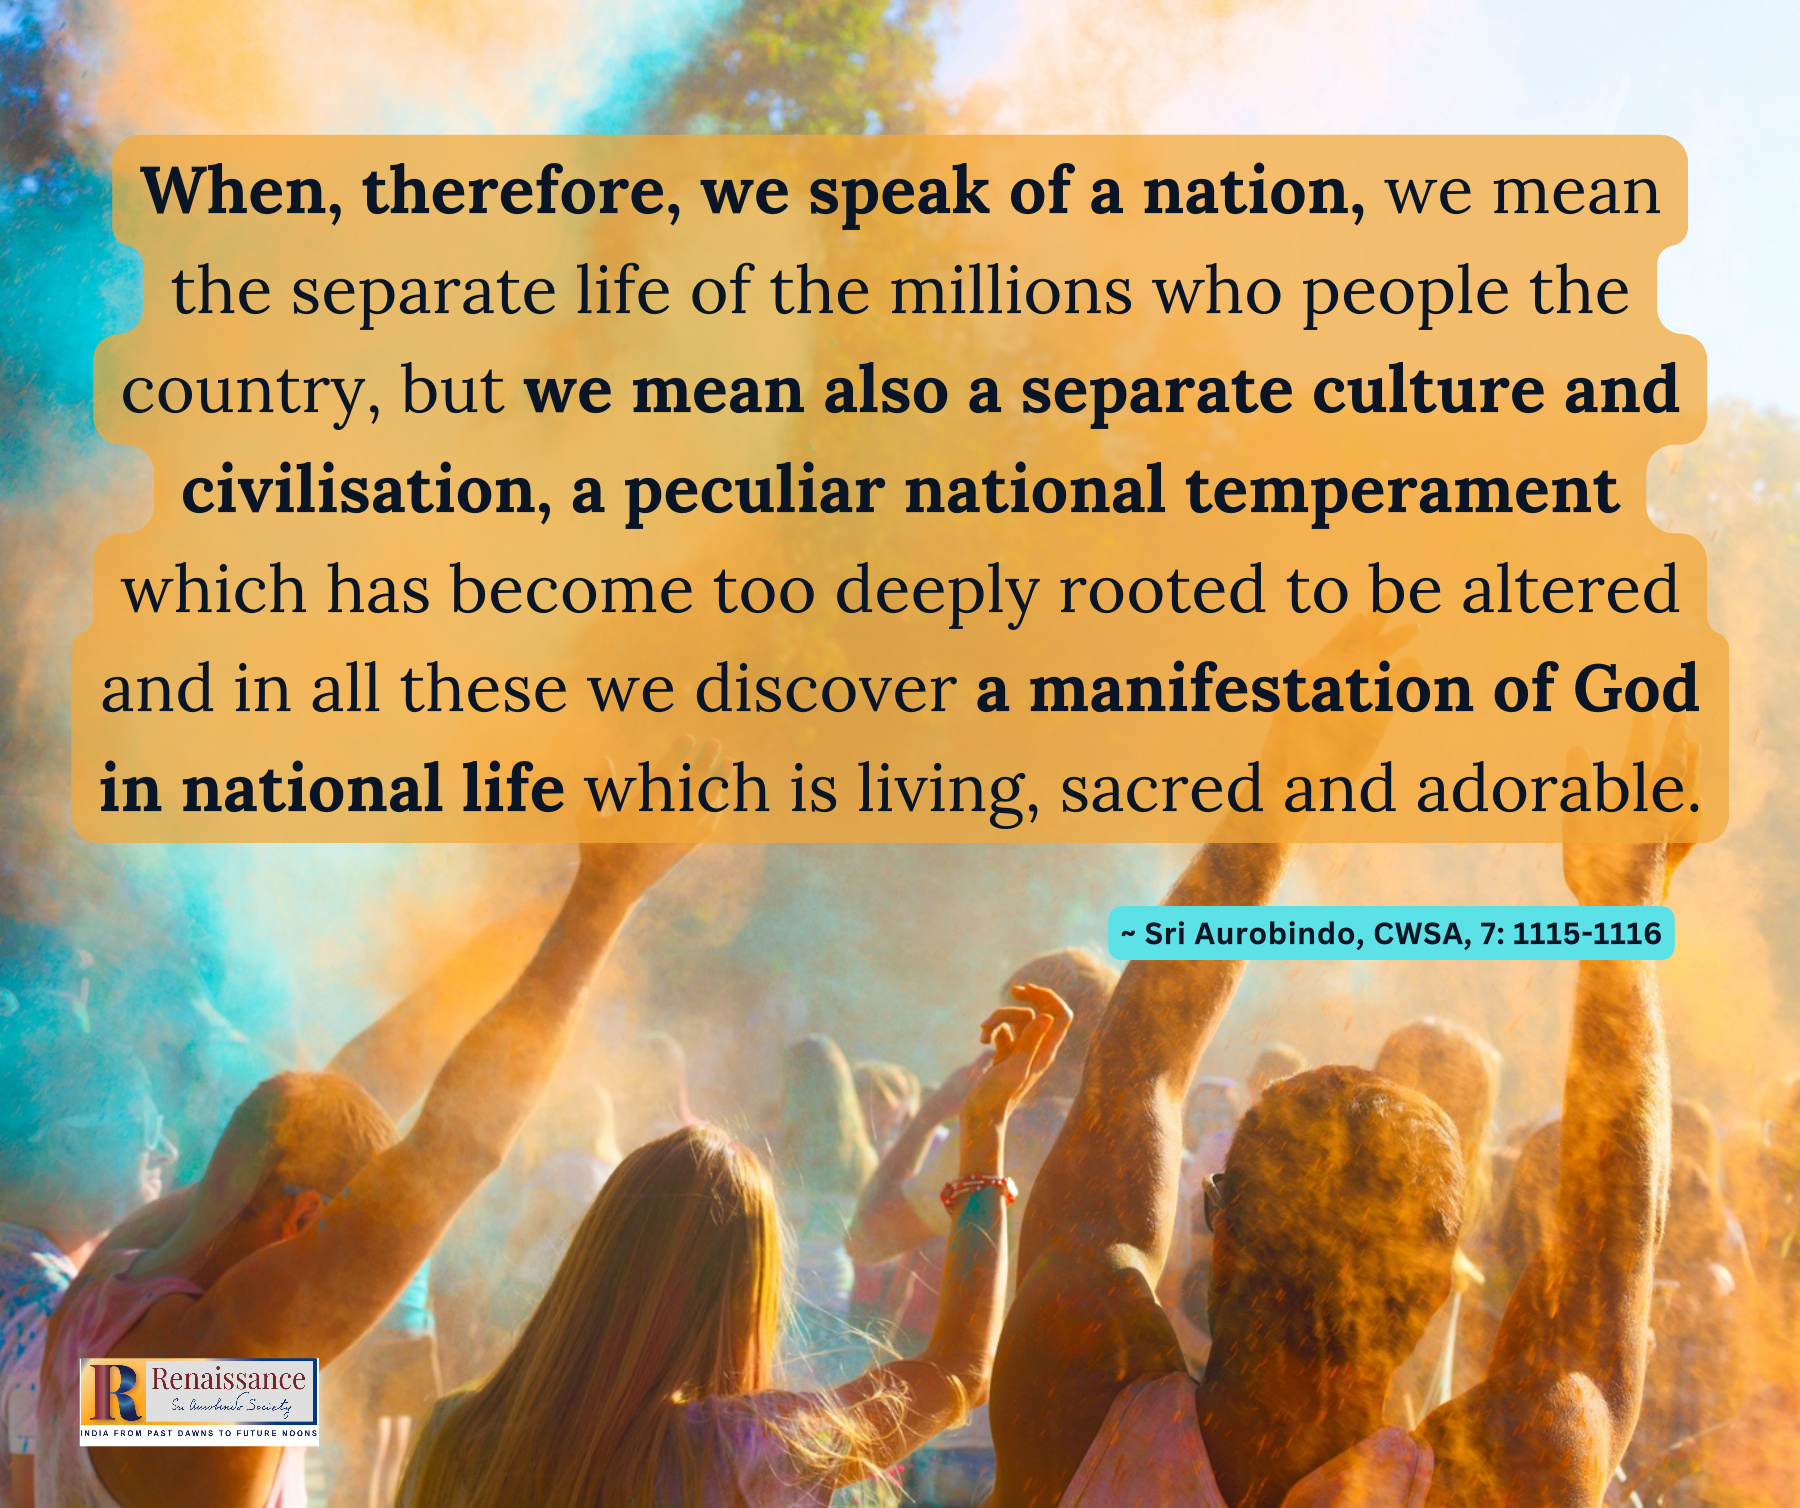 When, therefore, we speak of a nation, we mean
the separate life of the millions who people the
country, but we mean also a separate culture and
civilisation, a peculiar national temperament
which has become too deeply rooted to be altered
and in all these we discover a manifestation of God
in national life which is living, sacred and adorable.
~ Sri Aurobindo, CWSA, 7: 1115-1116
R Renaissance
Sri Aurobindo Society
INDIA FROM PAST DAWNS TO FUTURE NOONS